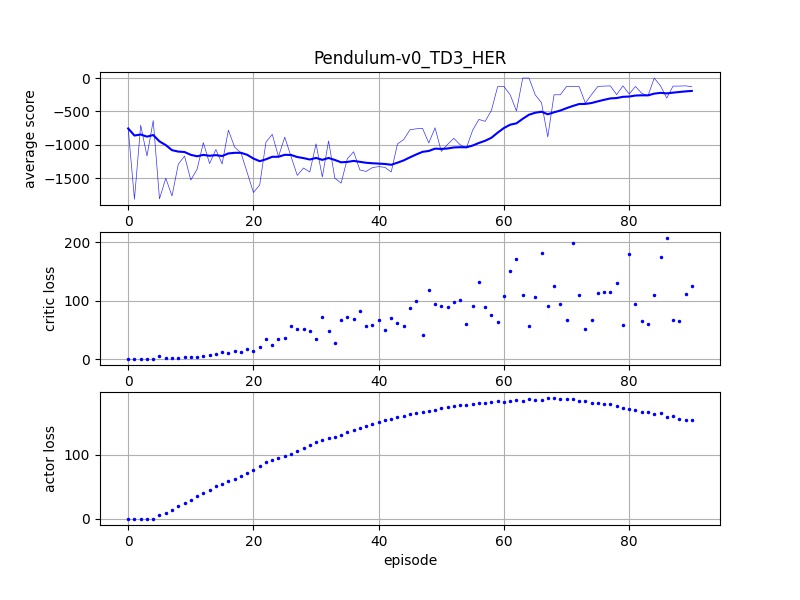 Pendulum-v0_TD3_HER
average score
0
−500
−1000
−1500
0 20 40 60 80
critic loss
200
100
0
0 20 40 60 80
actor loss
100
0
0 20 40 60 80
episode